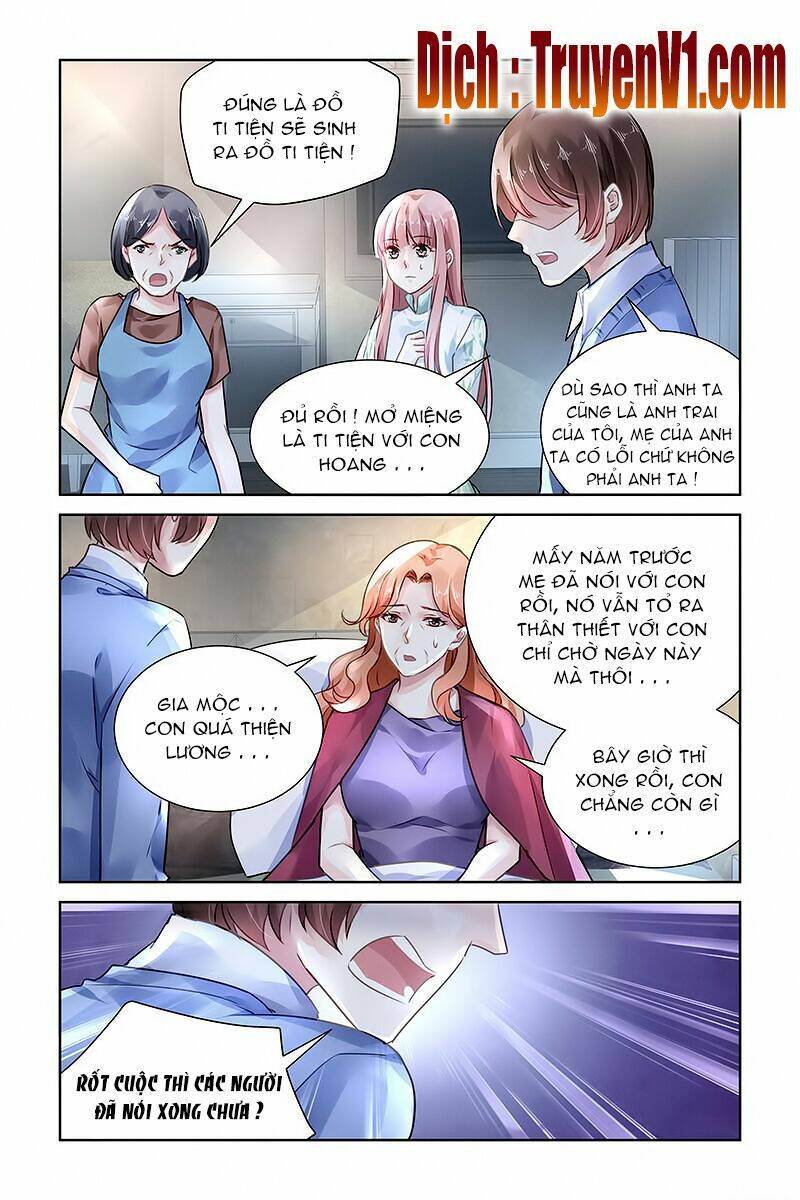 Dịch : TruyenV1.com
ĐÚNG LÀ ĐỒ
TI TIỆN SẼ SINH
RA ĐỒ TI TIỆN !
ĐỦ RỒI ! MỞ MIỆNG
LÀ TI TIỆN VỚI CON
HOANG . . .
DÙ SAO THÌ ANH TA
CŨNG LÀ ANH TRAI
CỦA TÔI, MẸ CỦA ANH
TA CÓ LỖI CHỨ KHÔNG
PHẢI ANH TA !
MẤY NĂM TRƯỚC
MẸ ĐÃ NÓI VỚI CON
RỒI, NÓ VẪN TỎ RA
THÂN THIẾT VỚI CON
CHỈ CHỜ NGÀY NÀY
MÀ THÔI . . .
GIA MỘC . . .
CON QUÁ THIỆN
LƯƠNG . . .
BÂY GIỜ THÌ
XONG RỒI, CON
CHẲNG CÒN GÌ
. . .
RỐT CUỘC THÌ CÁC NGƯỜI
ĐÃ NÓI XONG CHƯA ?